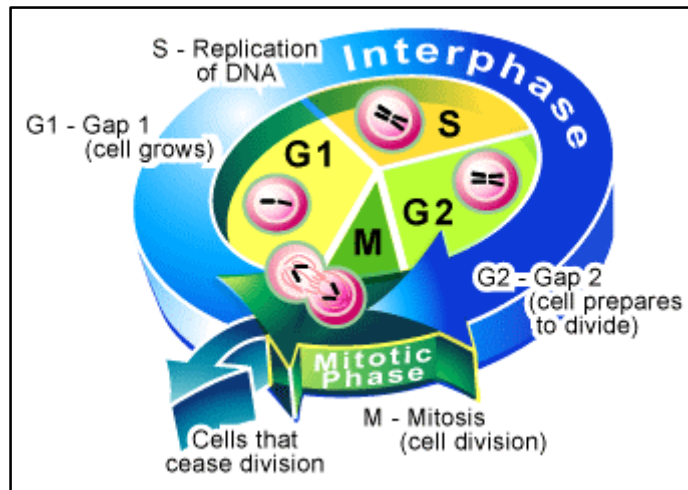 S - Replication
of DNA
Interphase
G1 - Gap 1
(cell grows)
S
G1
G2
M
G2 - Gap 2
(cell prepares
to divide)
Mitotic
Phase
M - Mitosis
(cell division)
Cells that
cease division